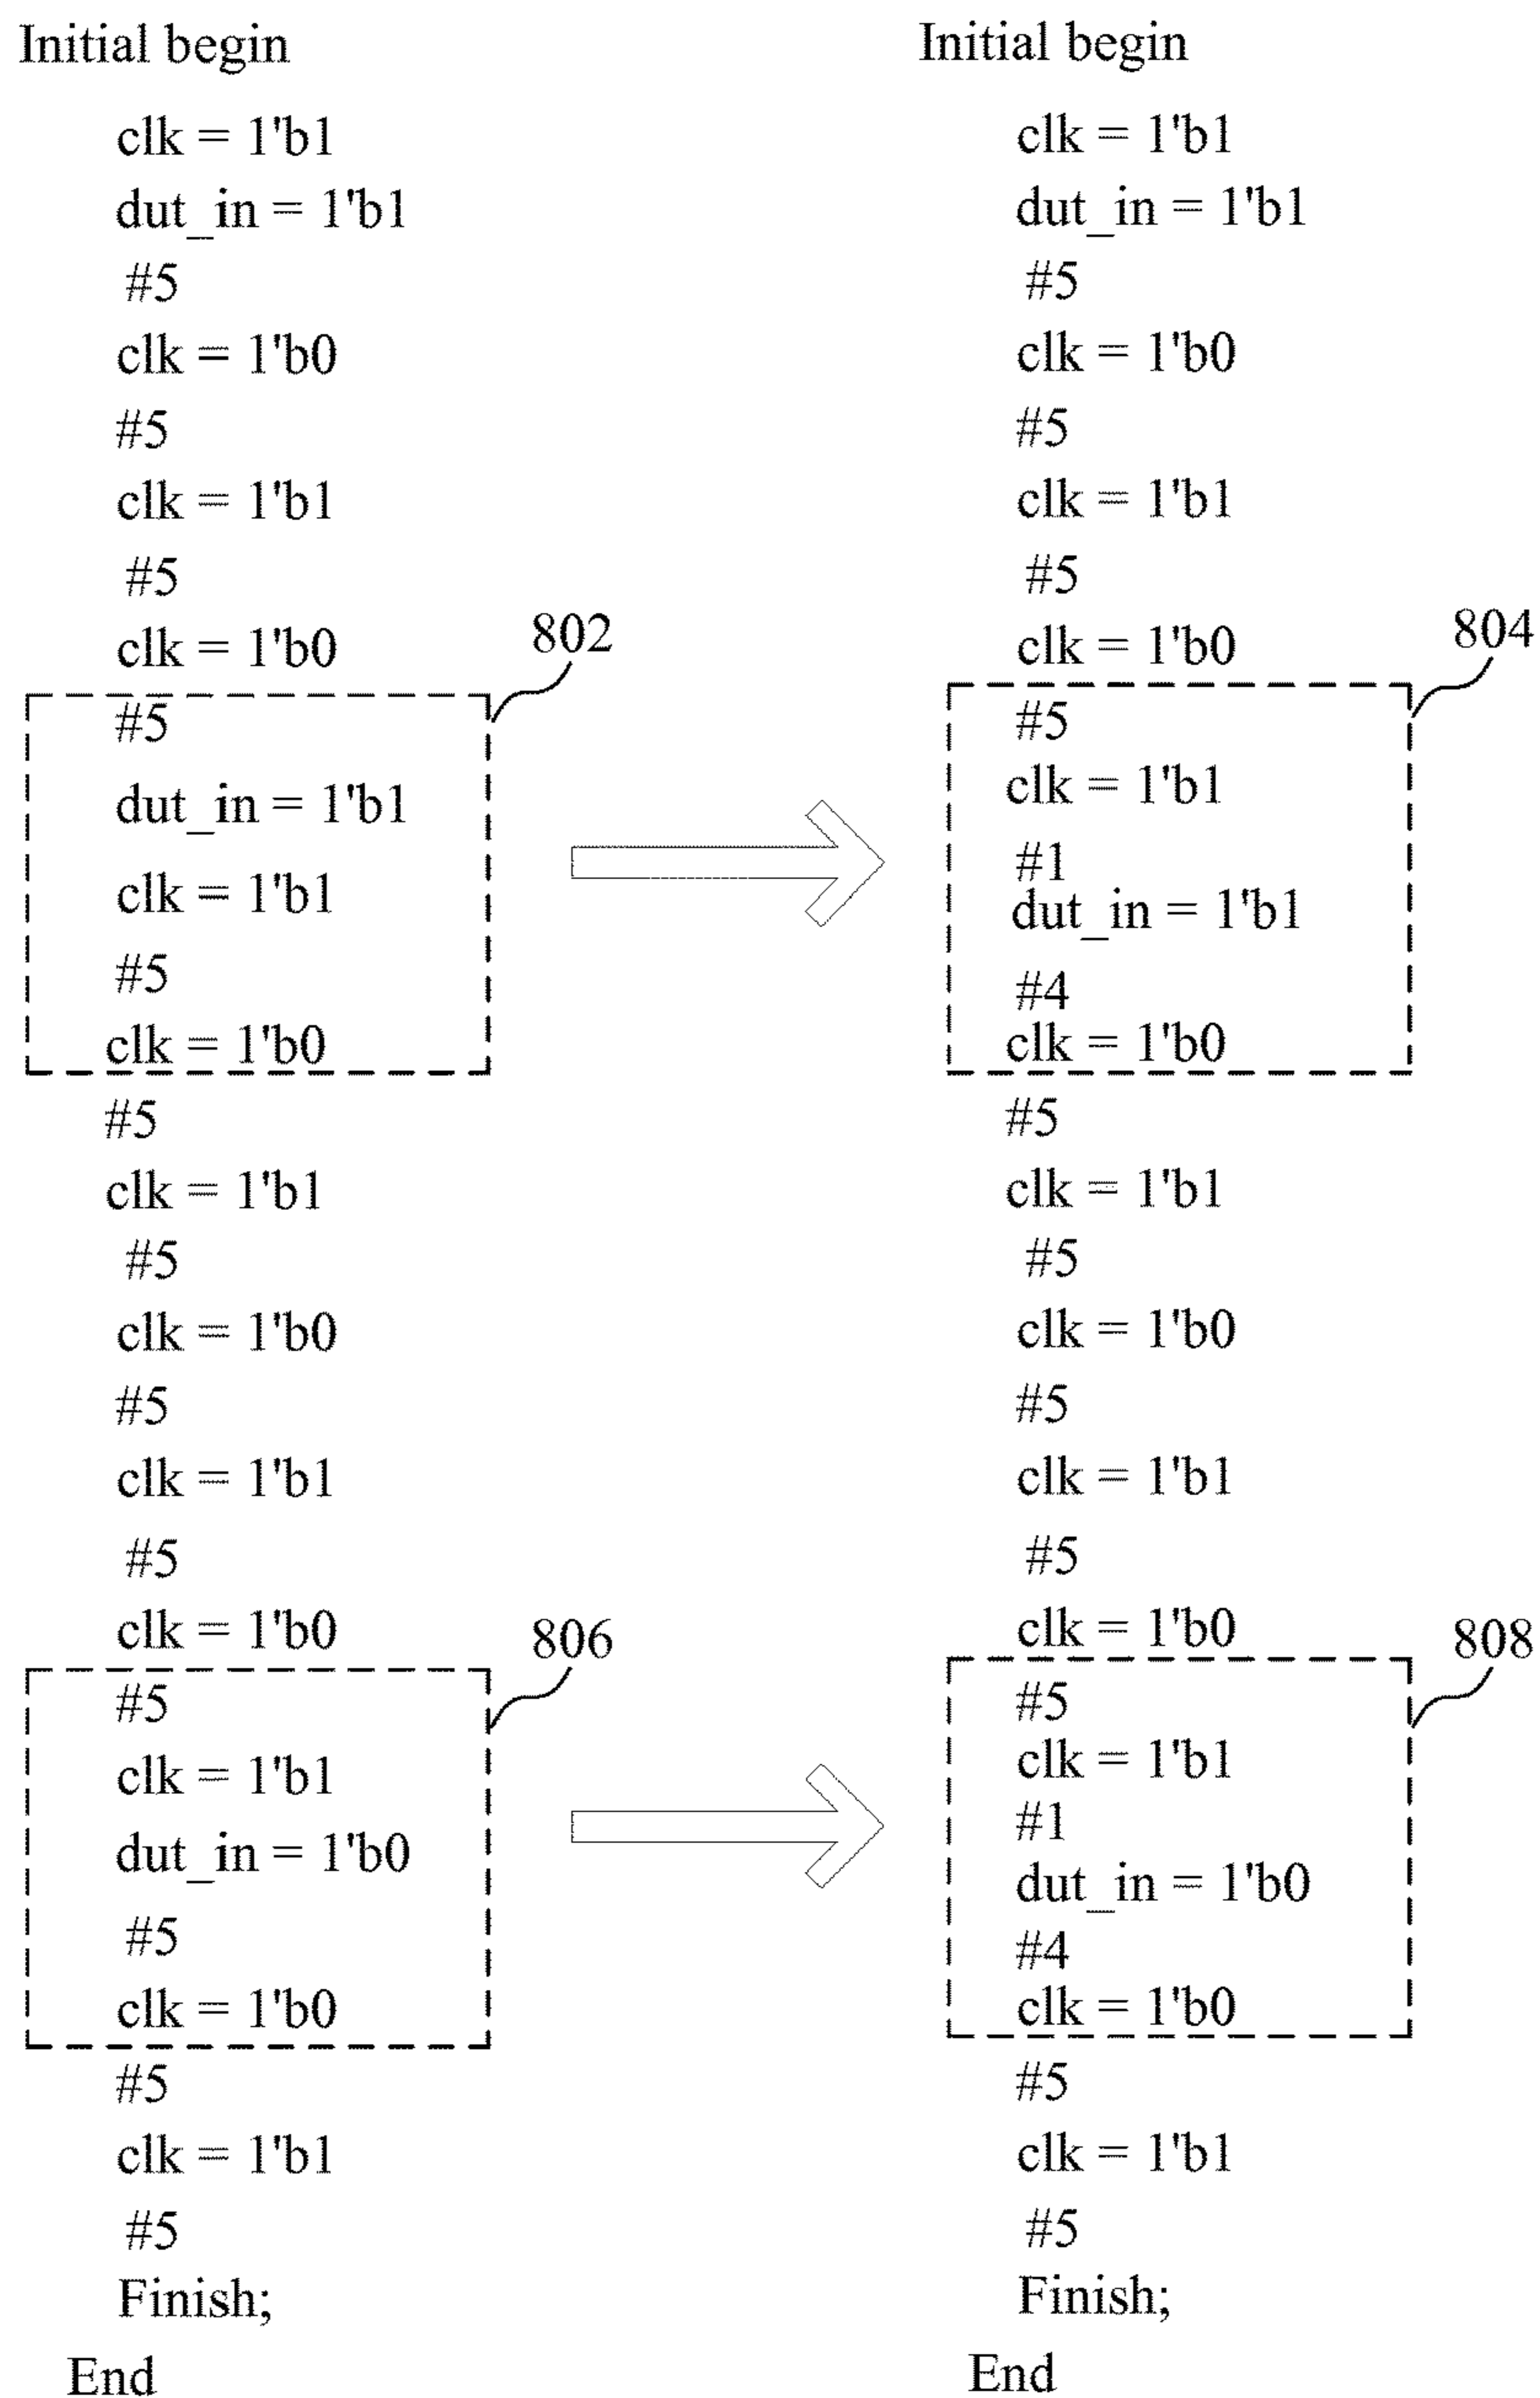 Initial begin
clk = 1'b1
dut_in = 1'b1
#5
clk = 1'b0
#5
clk = 1'b1
#5
clk = 1'b0
802
#5
dut_in = 1'b1
clk = 1'b1
#5
clk = 1'b0
#5
clk = 1'b1
#5
clk = 1'b0
#5
clk = 1'b1
#5
clk = 1'b0
806
#5
clk = 1'b1
dut_in = 1'b0
#5
clk = 1'b0
#5
clk = 1'b1
#5
Finish;
End
Initial begin
clk = 1'b1
dut_in = 1'b1
#5
clk = 1'b0
#5
clk = 1'b1
#5
clk = 1'b0
804
#5
clk = 1'b1
#1
dut_in = 1'b1
#4
clk = 1'b0
#5
clk = 1'b1
#5
clk = 1'b0
#5
clk = 1'b1
#5
clk = 1'b0
808
#5
clk = 1'b1
#1
dut_in = 1'b0
#4
clk = 1'b0
#5
clk = 1'b1
#5
Finish;
End